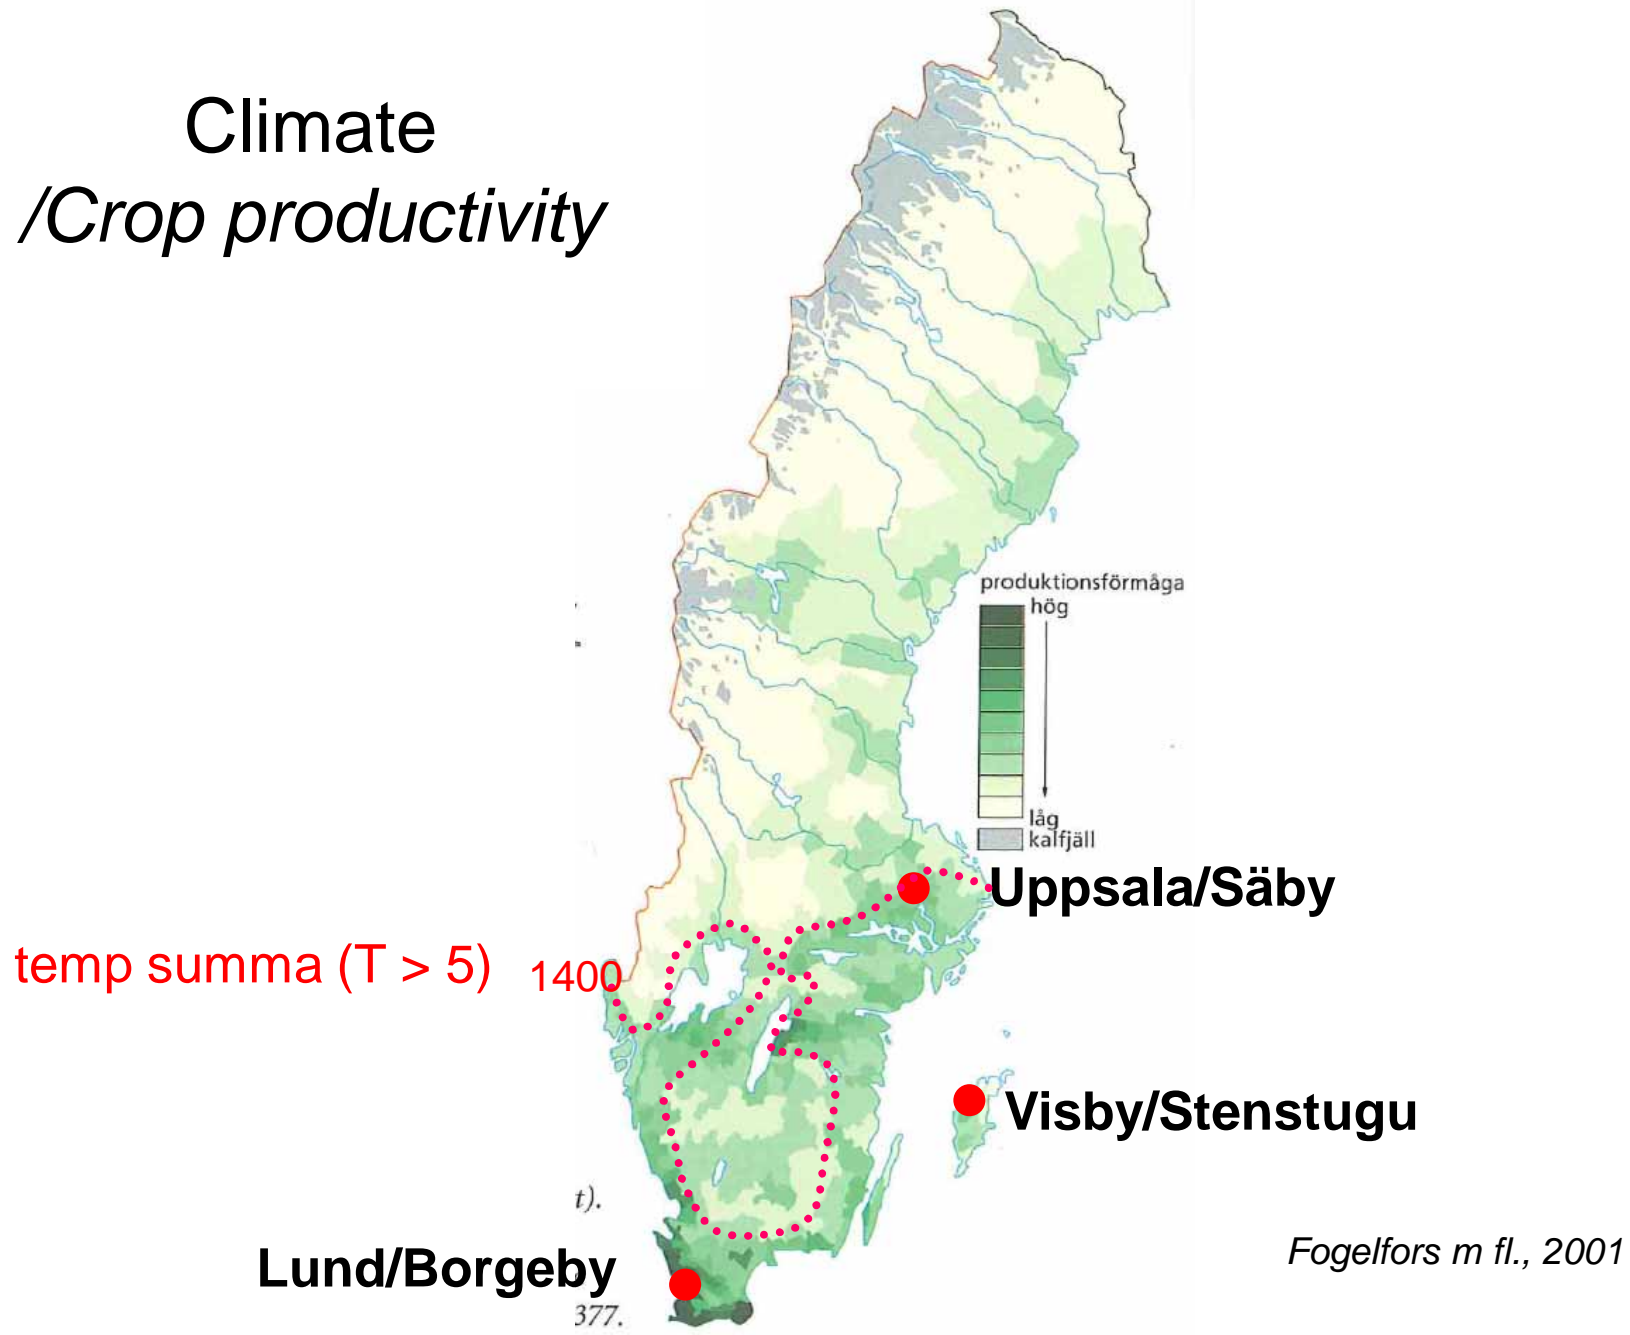 Climate
/Crop productivity
produktionsförmåga
hög
låg
kalfjäll
Uppsala/Säby
temp summa (T > 5) 1400
Visby/Stenstugu
t).
Lund/Borgeby
Fogelfors m fl., 2001
377.